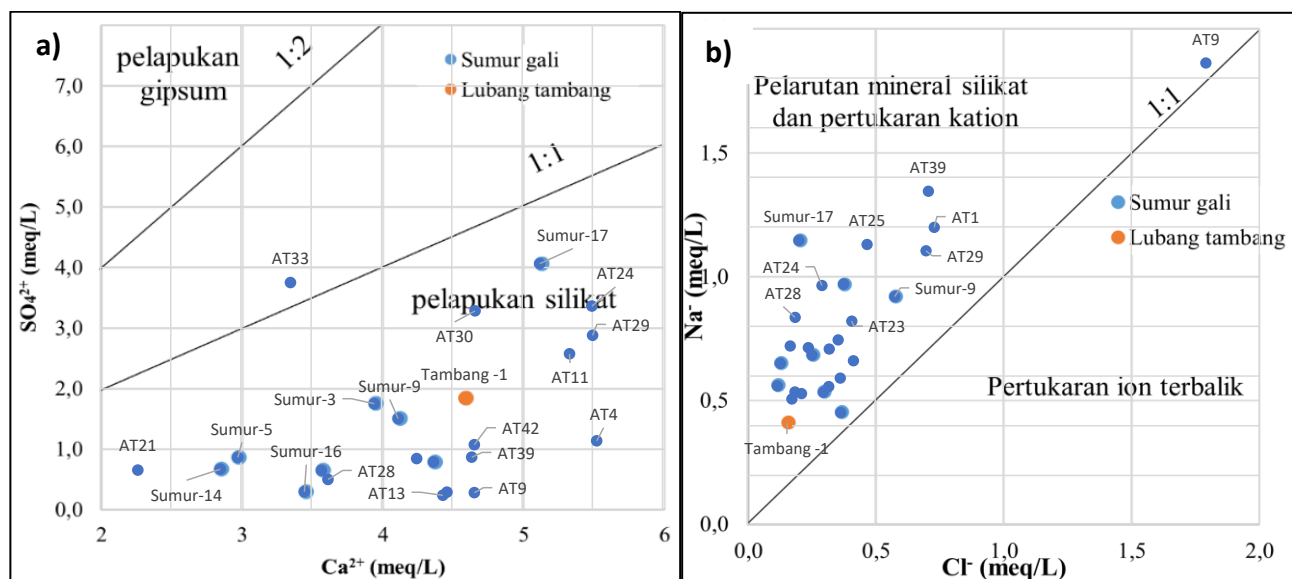 a)
pelapukan
gipsum
1:2
Sumur gali
Lubang tambang
1:1
7,0
6,0
5,0
4,0
3,0
2,0
1,0
0,0
SO₄²⁺ (meq/L)
AT33
Sumur-17
AT24
pelapukan silikat
AT30
AT29
AT11
Tambang -1
Sumur-9
Sumur-3
AT4
AT42
AT21
Sumur-5
Sumur-16
AT39
Sumur-14
AT28
AT13
AT9
2
3
4
5
6
Ca²⁺ (meq/L)
b)
AT9
Pelarutan mineral silikat
dan pertukaran kation
1:1
AT39
Sumur gali
Lubang tambang
Sumur-17
AT25
AT1
AT24
AT29
Sumur-9
AT28
AT23
Pertukaran ion terbalik
Tambang -1
2,0
1,5
1,0
0,5
0,0
Na⁻ (meq/L)
0,0
0,5
1,0
1,5
2,0
Cl⁻ (meq/L)